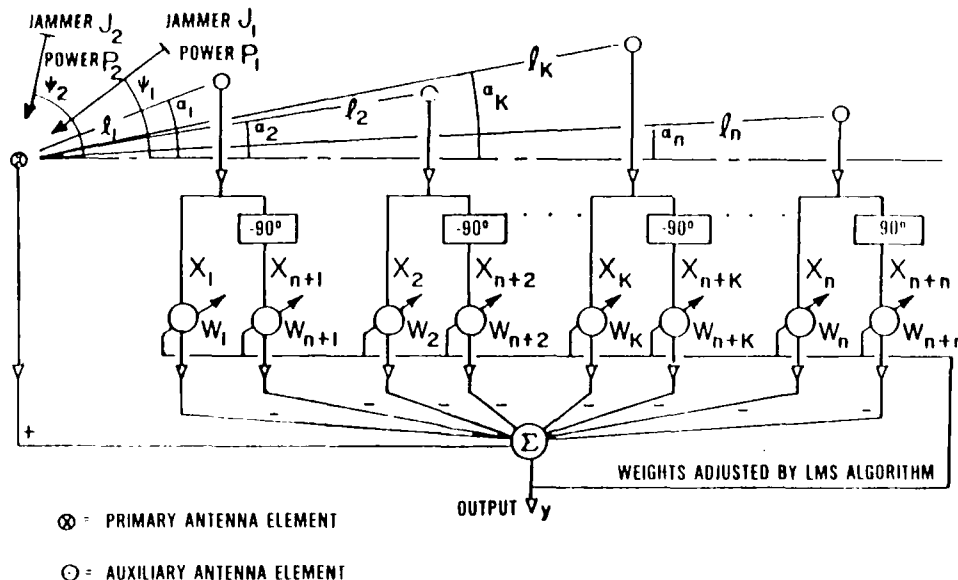 JAMMER J2 JAMMER J1
POWER P2 POWER P1
ψ2 ψ1 α1 ℓ1 α2 ℓ2 αK ℓK αn ℓn
-90° -90° . . . . . . -90° . . . . 90°
X1 Xn+1 X2 Xn+2 XK Xn+K Xn Xn+n
W1 Wn+1 W2 Wn+2 WK Wn+K Wn Wn+n
- - - - - - - -
+ Σ
WEIGHTS ADJUSTED BY LMS ALGORITHM
OUTPUT y
⊗ = PRIMARY ANTENNA ELEMENT
⊙ = AUXILIARY ANTENNA ELEMENT